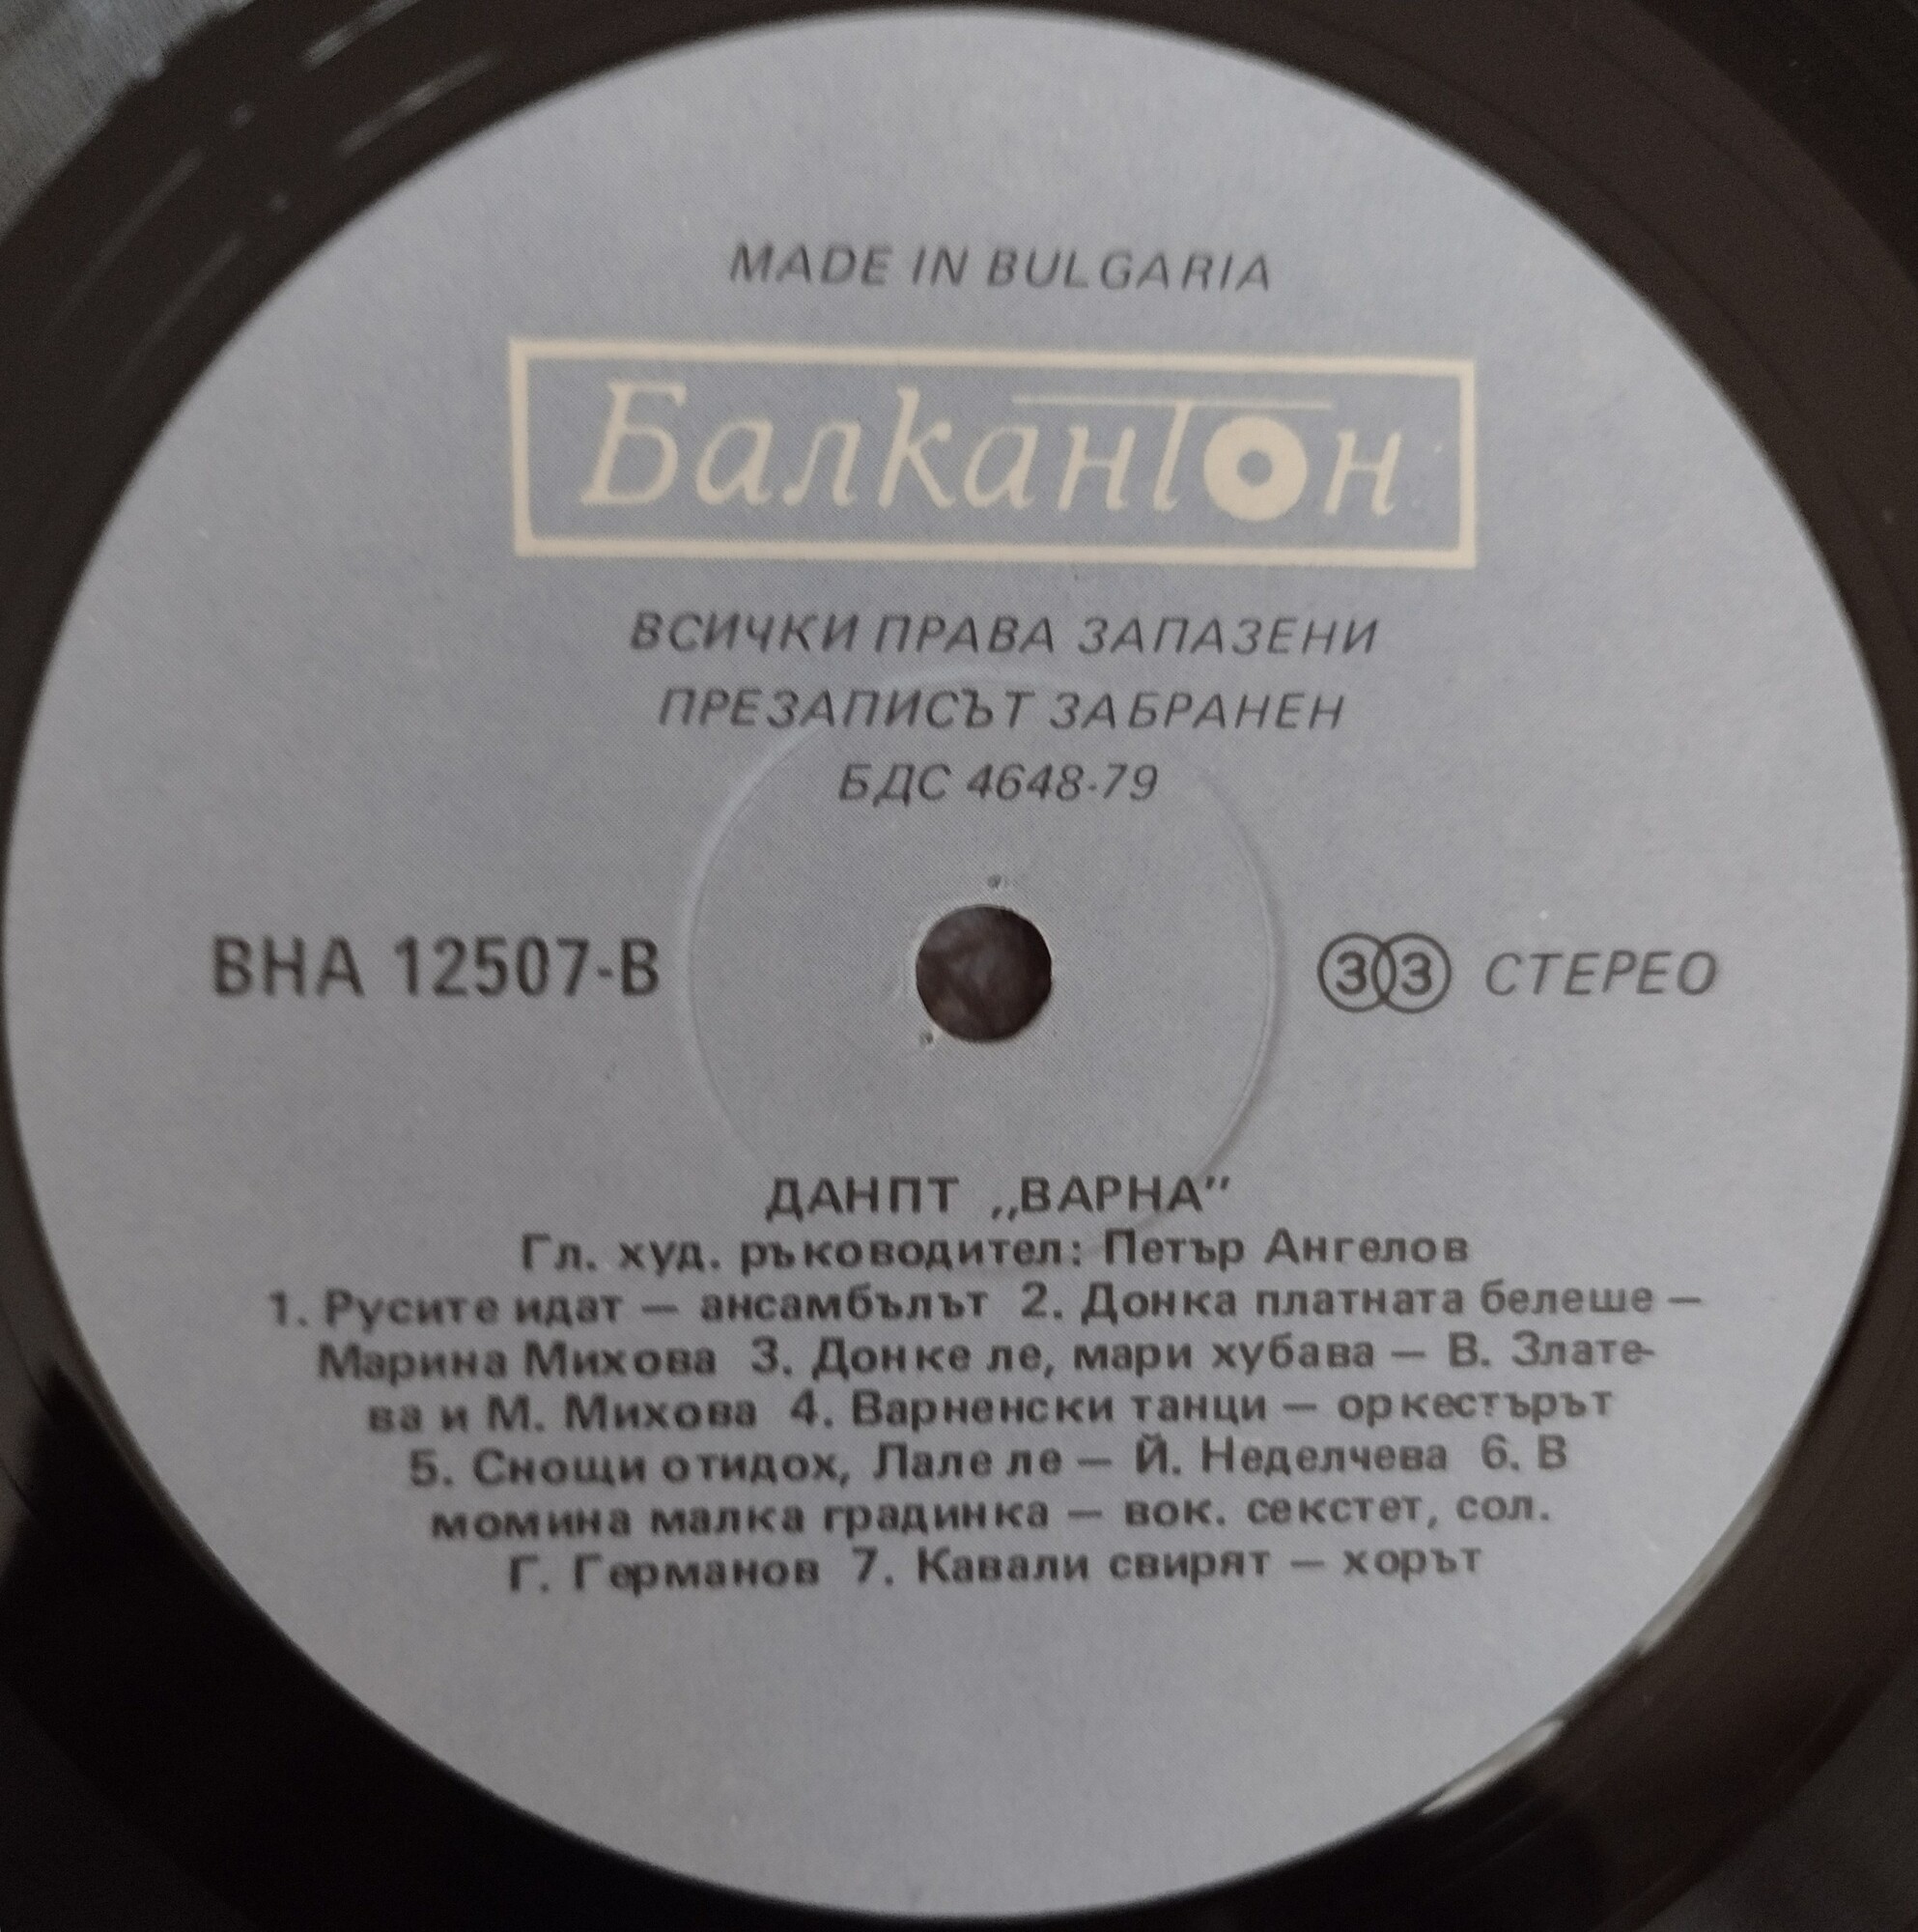 MADE IN BULGARIA
Балкантон
ВСИЧКИ ПРАВА ЗАПАЗЕНИ
ПРЕЗАПИСЪТ ЗАБРАНЕН
БДС 4648-79
ВНА 12507-В
33 СТЕРЕО
ДАНПТ „ВАРНА”
Гл. худ. ръководител: Петър Ангелов
1. Русите идат — ансамбълът 2. Донка платната белеше —
Марина Михова 3. Донке ле, мари хубава — В. Злате-
ва и М. Михова 4. Варненски танци — оркестърът
5. Снощи отидох, Лале ле — Й. Неделчева 6. В
момина малка градинка — вок. секстет, сол.
Г. Германов 7. Кавали свирят — хорът